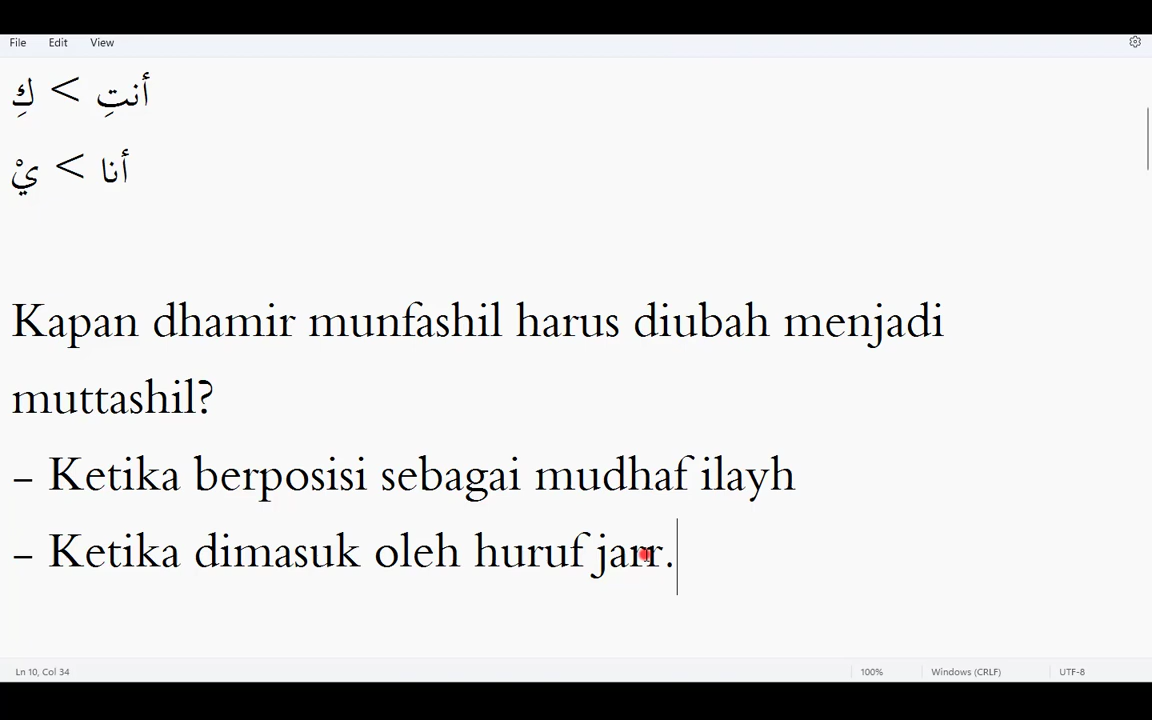 File Edit View
أنتِ > كِ
أنا > يْ
Kapan dhamir munfashil harus diubah menjadi
muttashil?
- Ketika berposisi sebagai mudhaf ilayh
- Ketika dimasuk oleh huruf jarr.
Ln 10, Col 34 100% Windows (CRLF) UTF-8